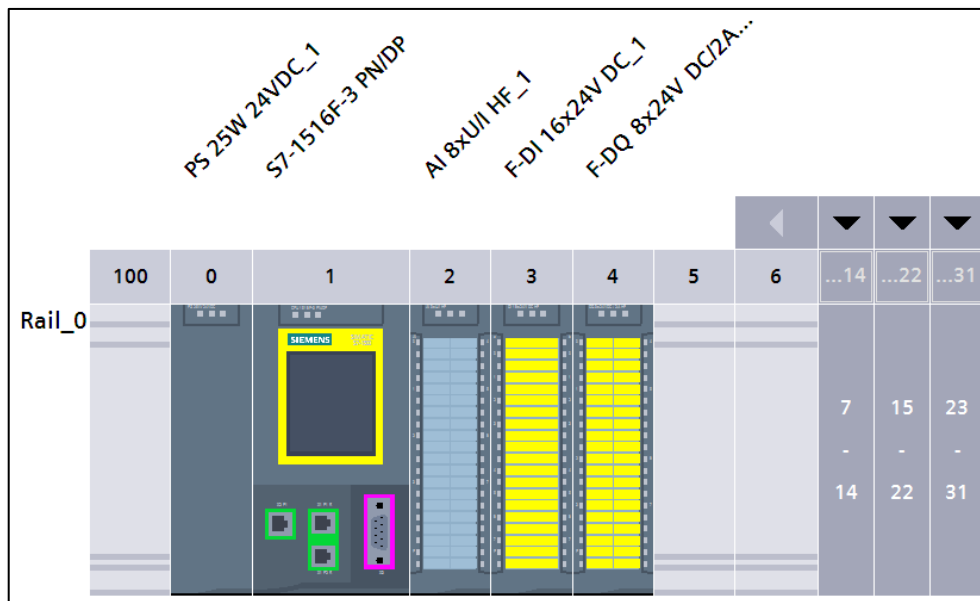 PS 25W 24VDC_1
S7-1516F-3 PN/DP
AI 8xU/I HF_1
F-DI 16x24V DC_1
F-DQ 8x24V DC/2A...
...14 ...22 ...31
100 0 1 2 3 4 5 6
Rail_0
SIEMENS
7 15 23
- - -
14 22 31